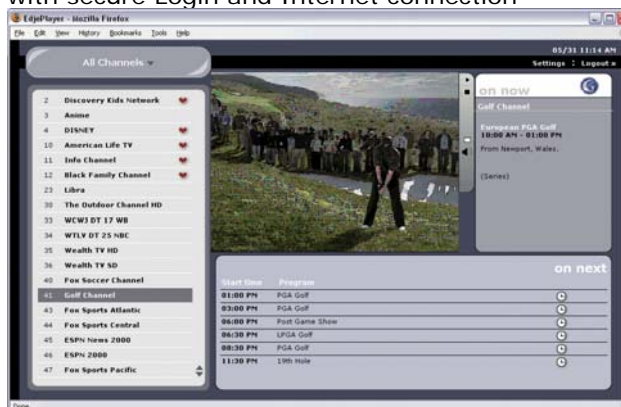 with secure Login and Internet connection
EdjePlayer - Mozilla Firefox
File Edit View History Bookmarks Tools Help
05/31 11:14 AM
Settings : Logout
All Channels
2 Discovery Kids Network
3 Anime
4 DISNEY
10 American Life TV
11 Info Channel
12 Black Family Channel
23 Libra
30 The Outdoor Channel HD
33 WCWJ DT 17 WB
34 WTLV DT 25 NBC
35 Wealth TV HD
36 Wealth TV SD
40 Fox Soccer Channel
41 Golf Channel
43 Fox Sports Atlantic
44 Fox Sports Central
45 ESPN News 2000
46 ESPN 2000
47 Fox Sports Pacific
on now
Golf Channel
European PGA Golf
10:00 AM - 01:00 PM
From Newport, Wales.
(Series)
on next
Start time Program
01:00 PM PGA Golf
03:00 PM PGA Golf
06:00 PM Post Game Show
06:30 PM LPGA Golf
08:30 PM PGA Golf
11:30 PM 19th Hole
Done